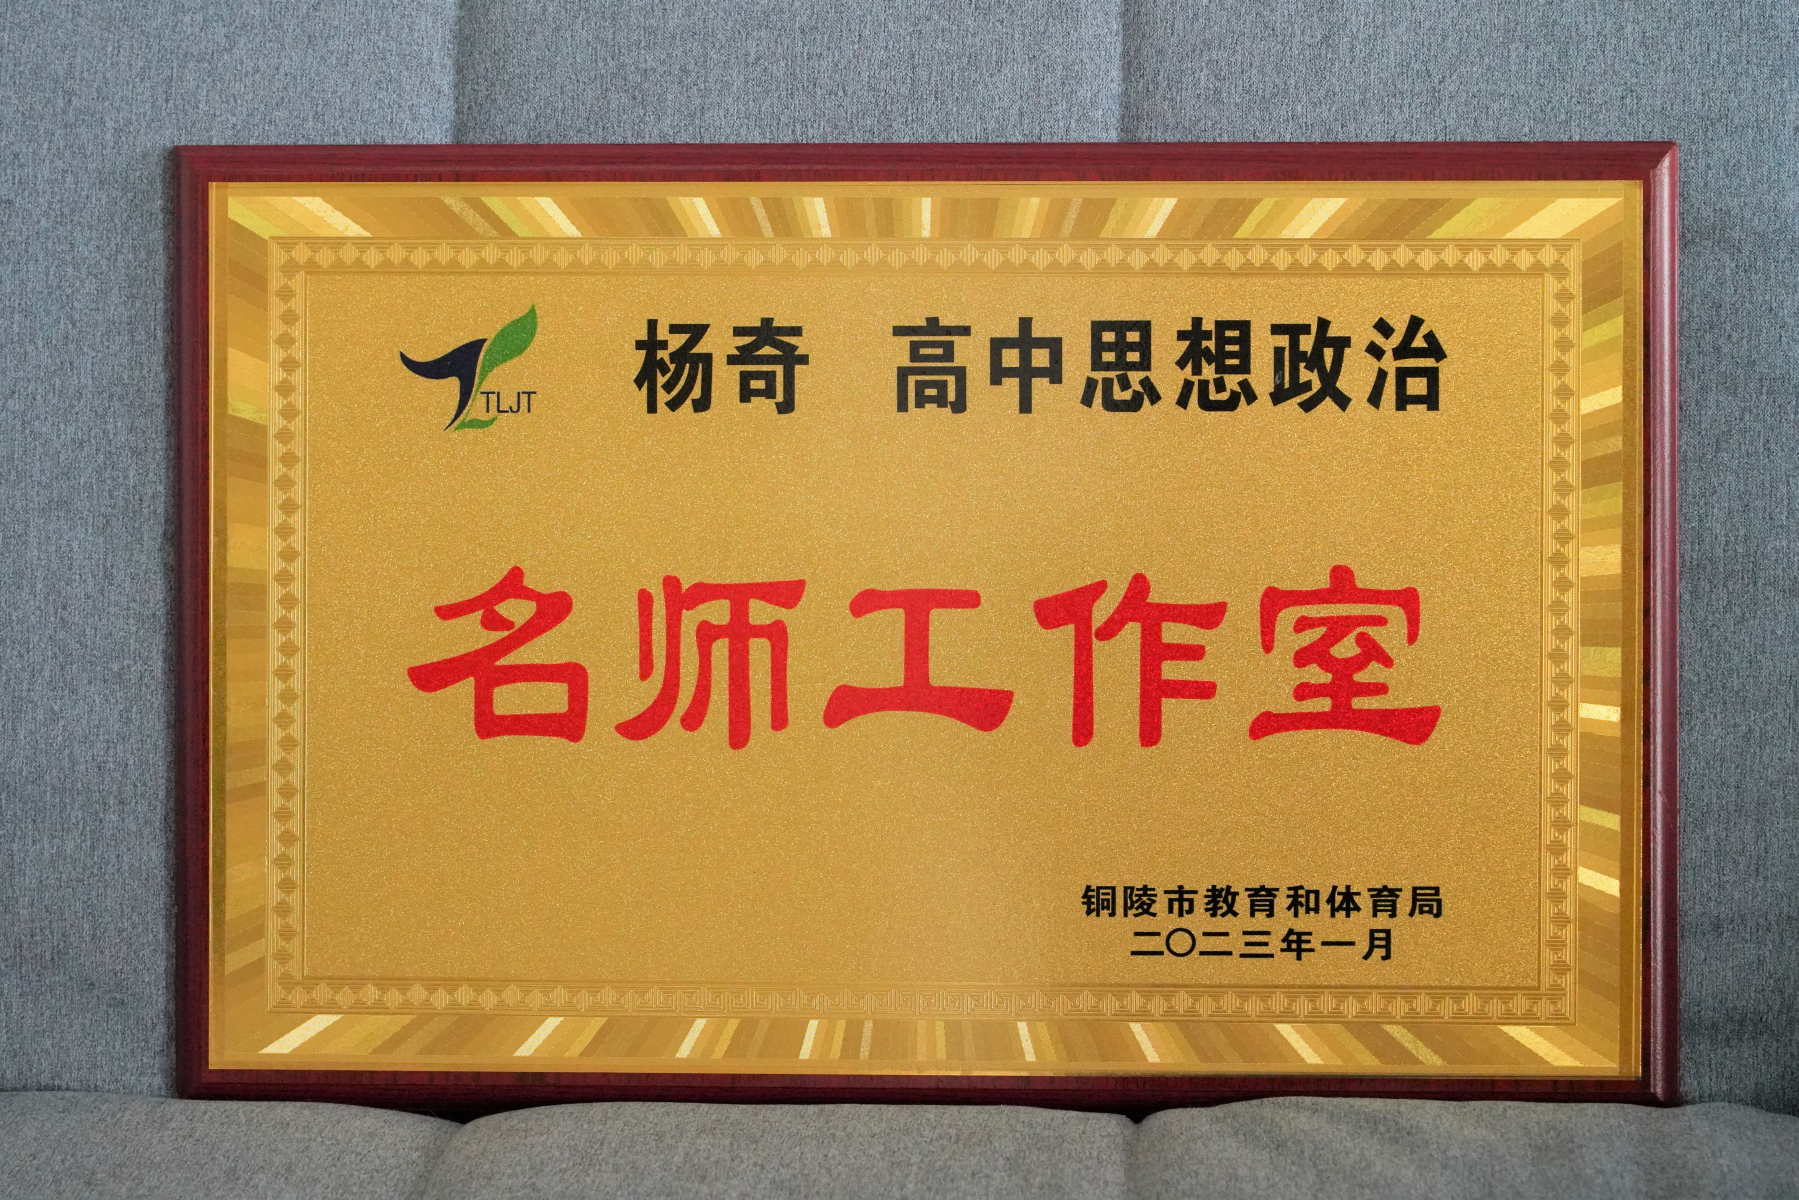 TLJT
杨奇 高中思想政治
名师工作室
铜陵市教育和体育局
二〇二三年一月